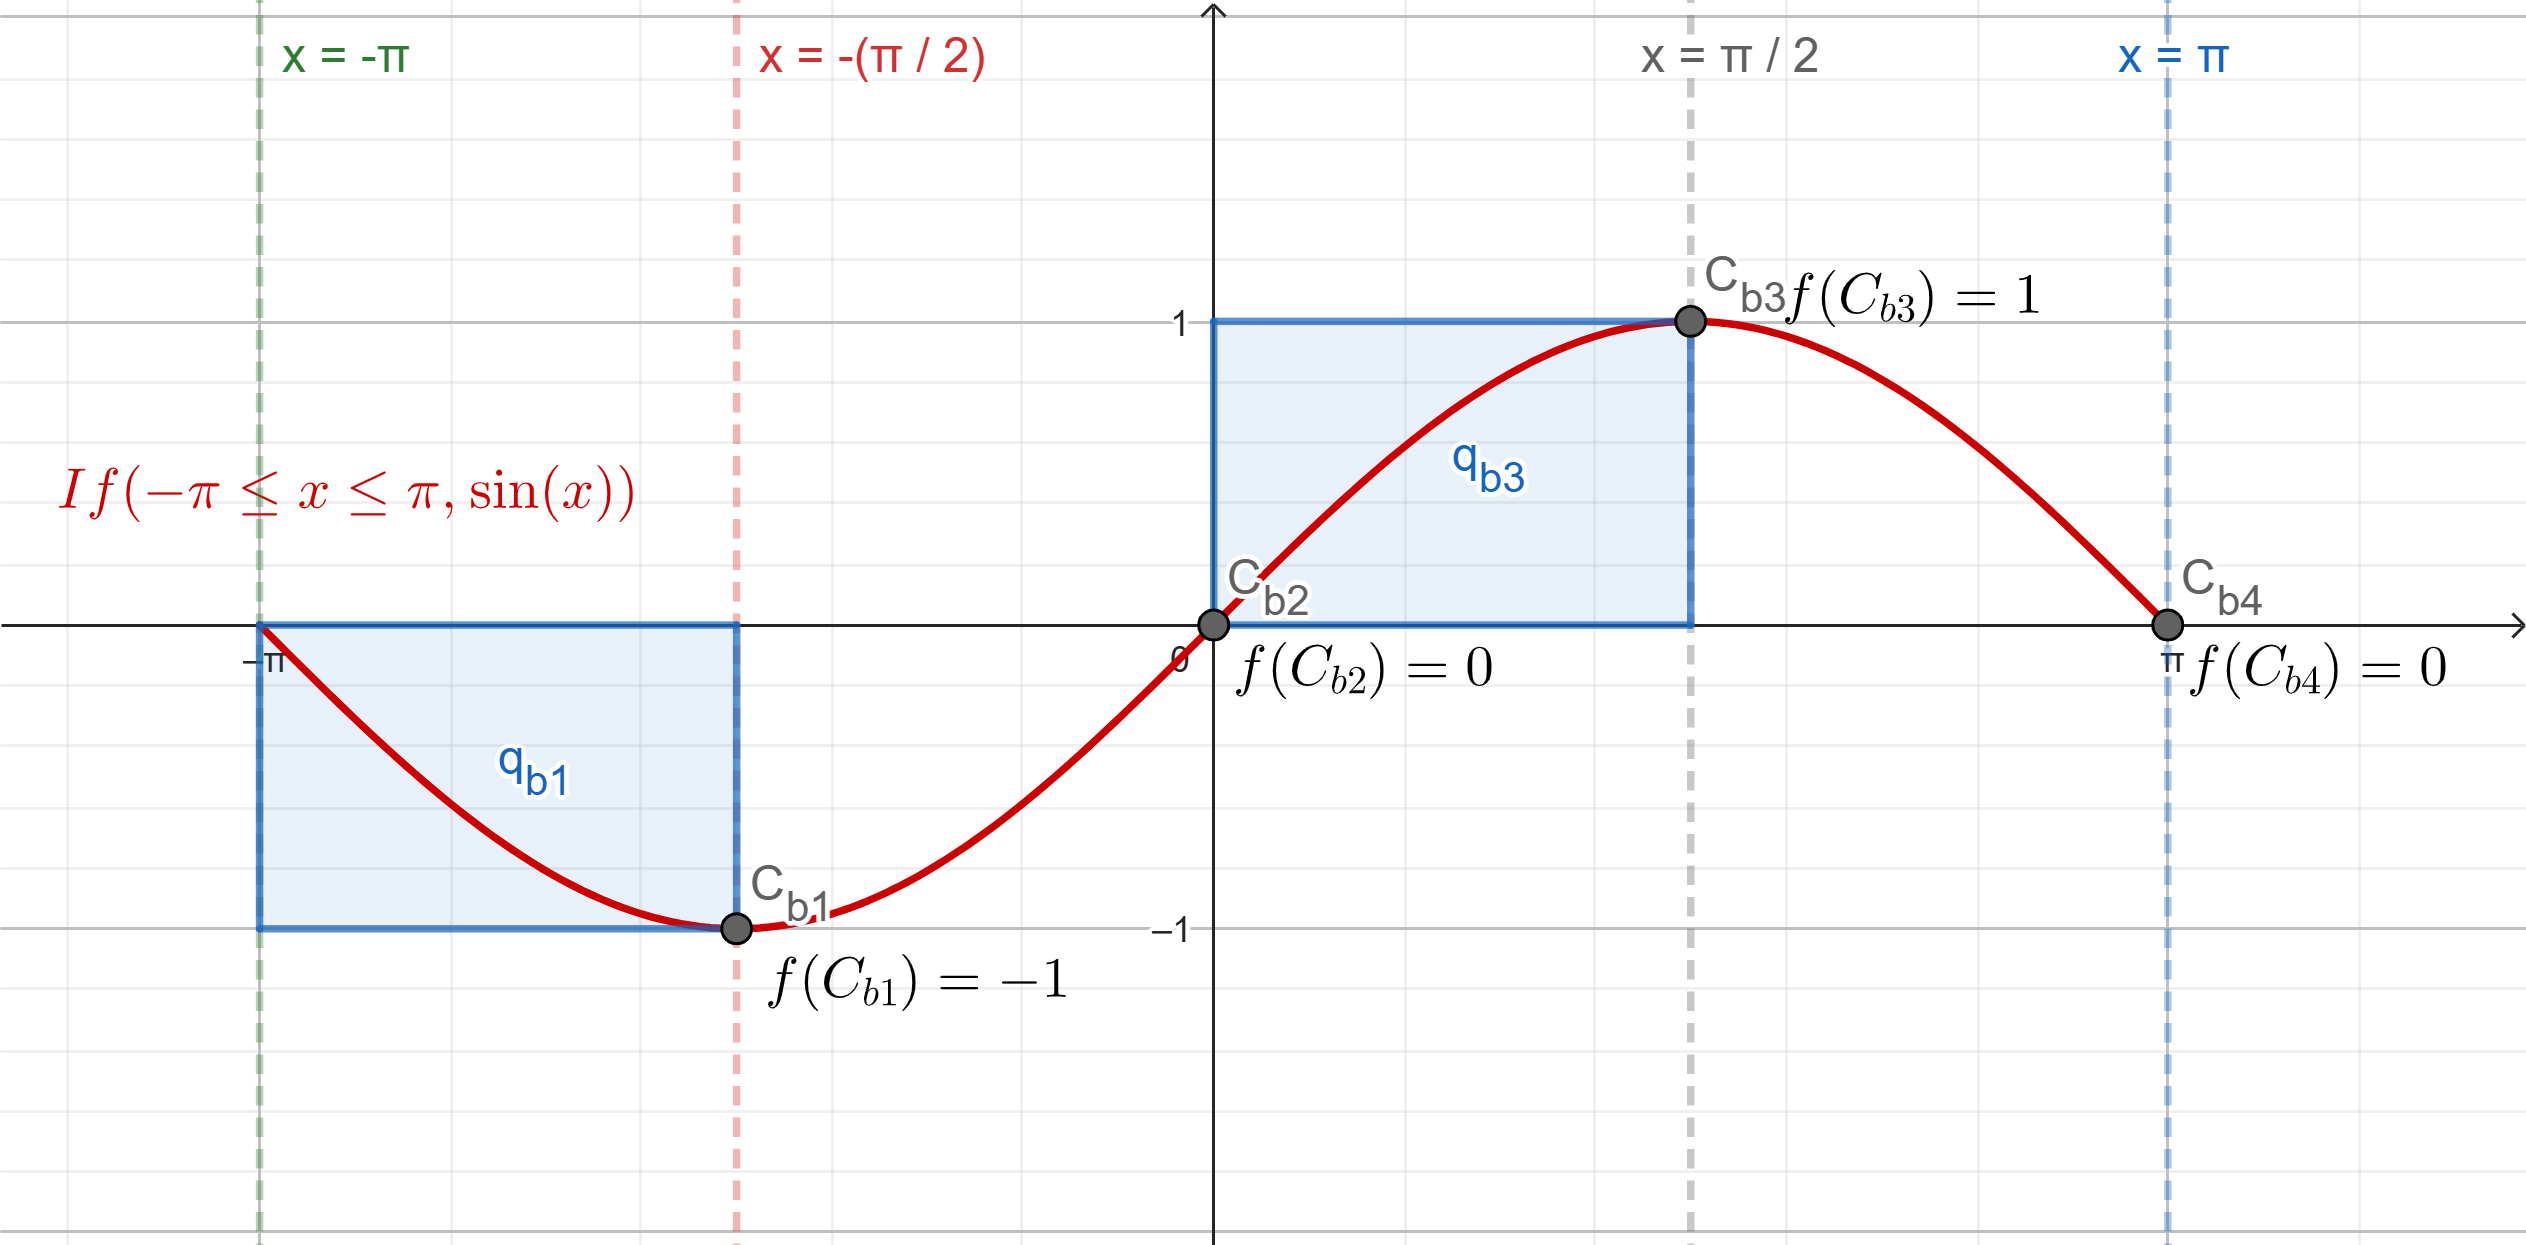 x = -π
x = -(π / 2)
x = π / 2
x = π
C_b3
f(C_b3) = 1
1
q_b3
If(−π ≤ x ≤ π, sin(x))
C_b2
C_b4
−π
0
f(C_b2) = 0
π
f(C_b4) = 0
q_b1
C_b1
−1
f(C_b1) = −1